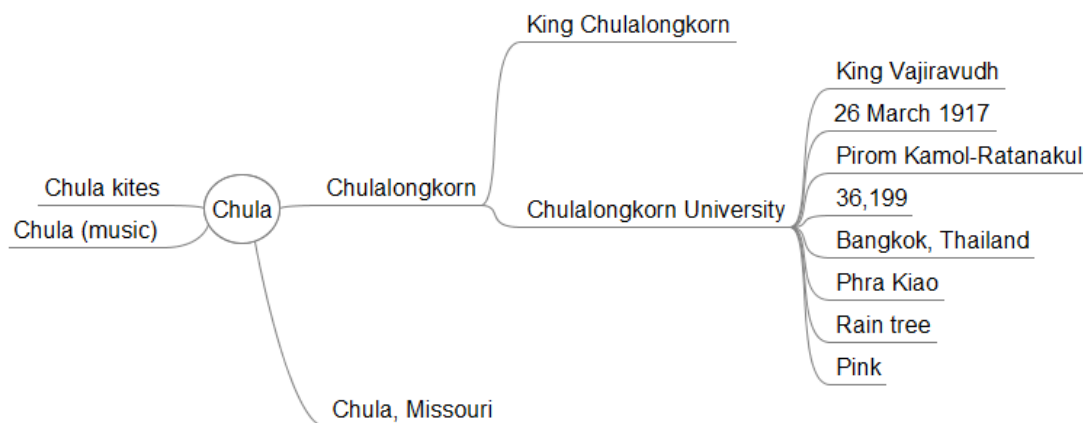 King Chulalongkorn
King Vajiravudh
26 March 1917
Pirom Kamol-Ratanakul
Chula kites
Chula
Chulalongkorn
36,199
Chulalongkorn University
Chula (music)
Bangkok, Thailand
Phra Kiao
Rain tree
Pink
Chula, Missouri